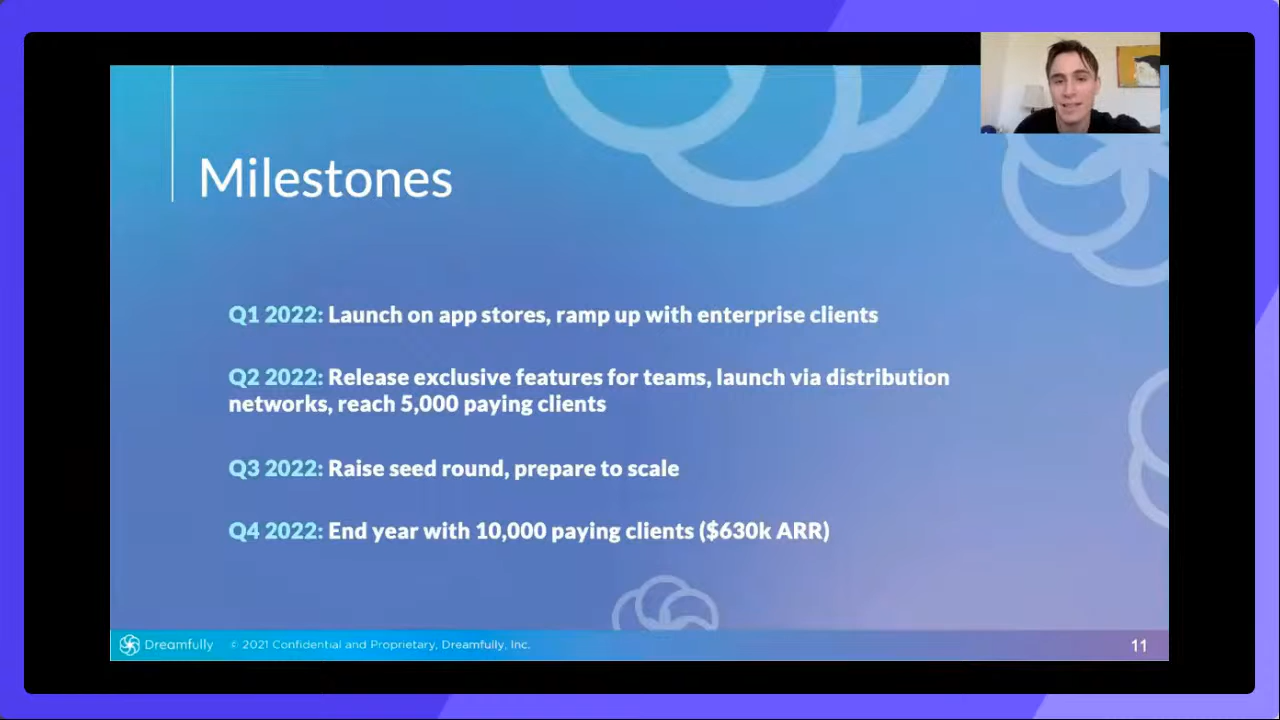 Milestones
Q1 2022: Launch on app stores, ramp up with enterprise clients
Q2 2022: Release exclusive features for teams, launch via distribution
networks, reach 5,000 paying clients
Q3 2022: Raise seed round, prepare to scale
Q4 2022: End year with 10,000 paying clients ($630k ARR)
Dreamfully © 2021 Confidential and Proprietary, Dreamfully, Inc. 11